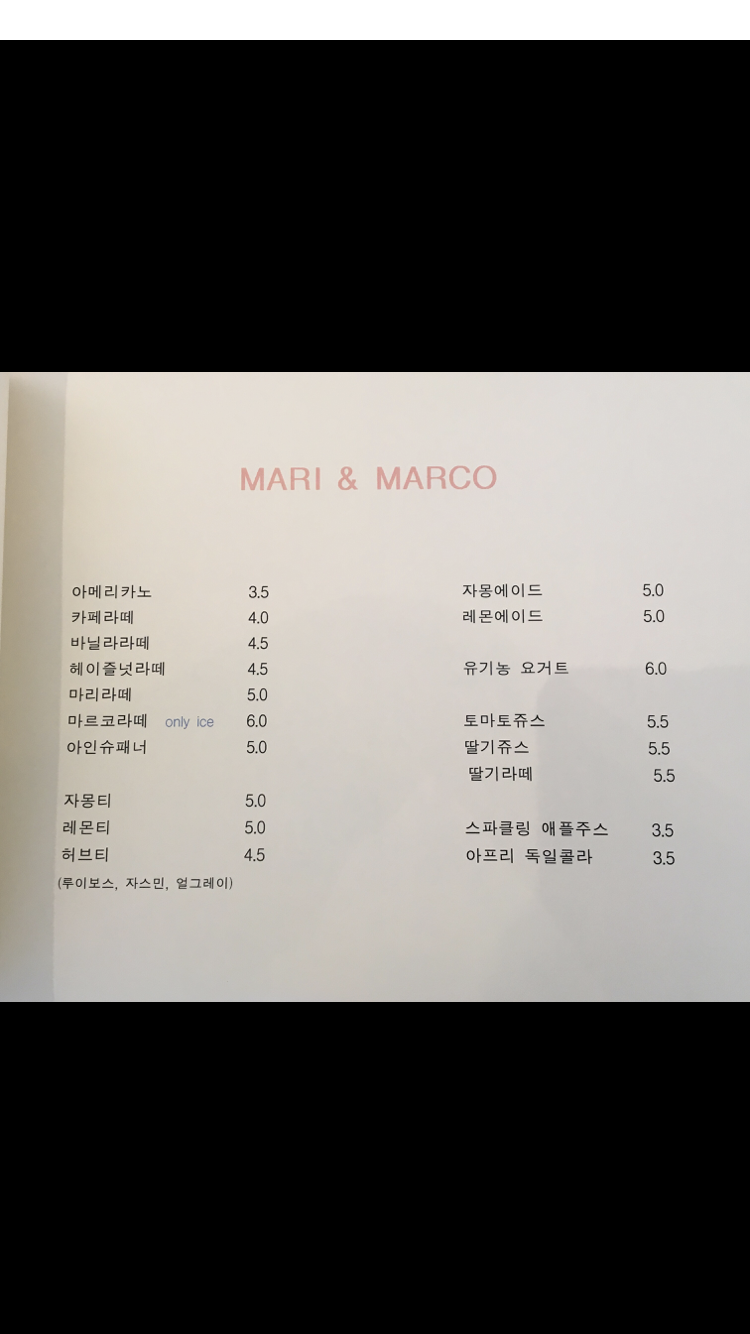 MARI & MARCO
아메리카노 3.5
카페라떼 4.0
바닐라라떼 4.5
헤이즐넛라떼 4.5
마리라떼 5.0
마르코라떼 only ice 6.0
아인슈패너 5.0
자몽티 5.0
레몬티 5.0
허브티 4.5
(루이보스, 자스민, 얼그레이)
자몽에이드 5.0
레몬에이드 5.0
유기농 요거트 6.0
토마토쥬스 5.5
딸기쥬스 5.5
딸기라떼 5.5
스파클링 애플주스 3.5
아프리 독일콜라 3.5